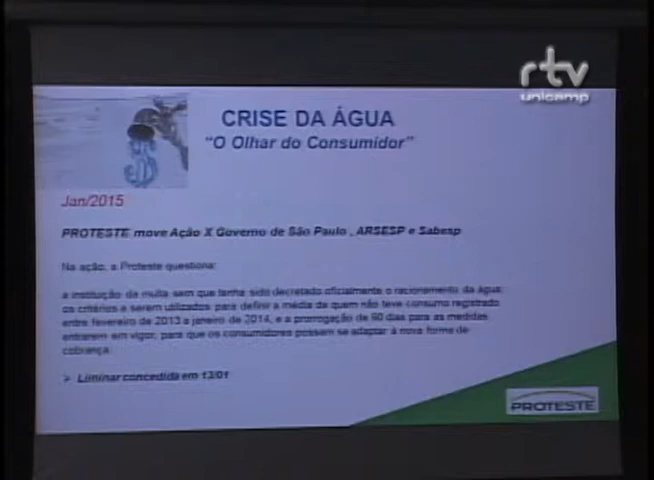 rtv
unicamp
CRISE DA ÁGUA
"O Olhar do Consumidor"
Jan/2015
PROTESTE move Ação X Governo de São Paulo , ARSESP e Sabesp
Na ação, a Proteste questiona:
a instituição da multa sem que tenha sido decretado oficialmente o racionamento da água;
os critérios a serem utilizados para definir a média de quem não teve consumo registrado
entre fevereiro de 2013 a janeiro de 2014, e a prorrogação de 60 dias para as medidas
entrarem em vigor, para que os consumidores possam se adaptar à nova forma de
cobrança.
➢ Liminar concedida em 13/01
PROTESTE